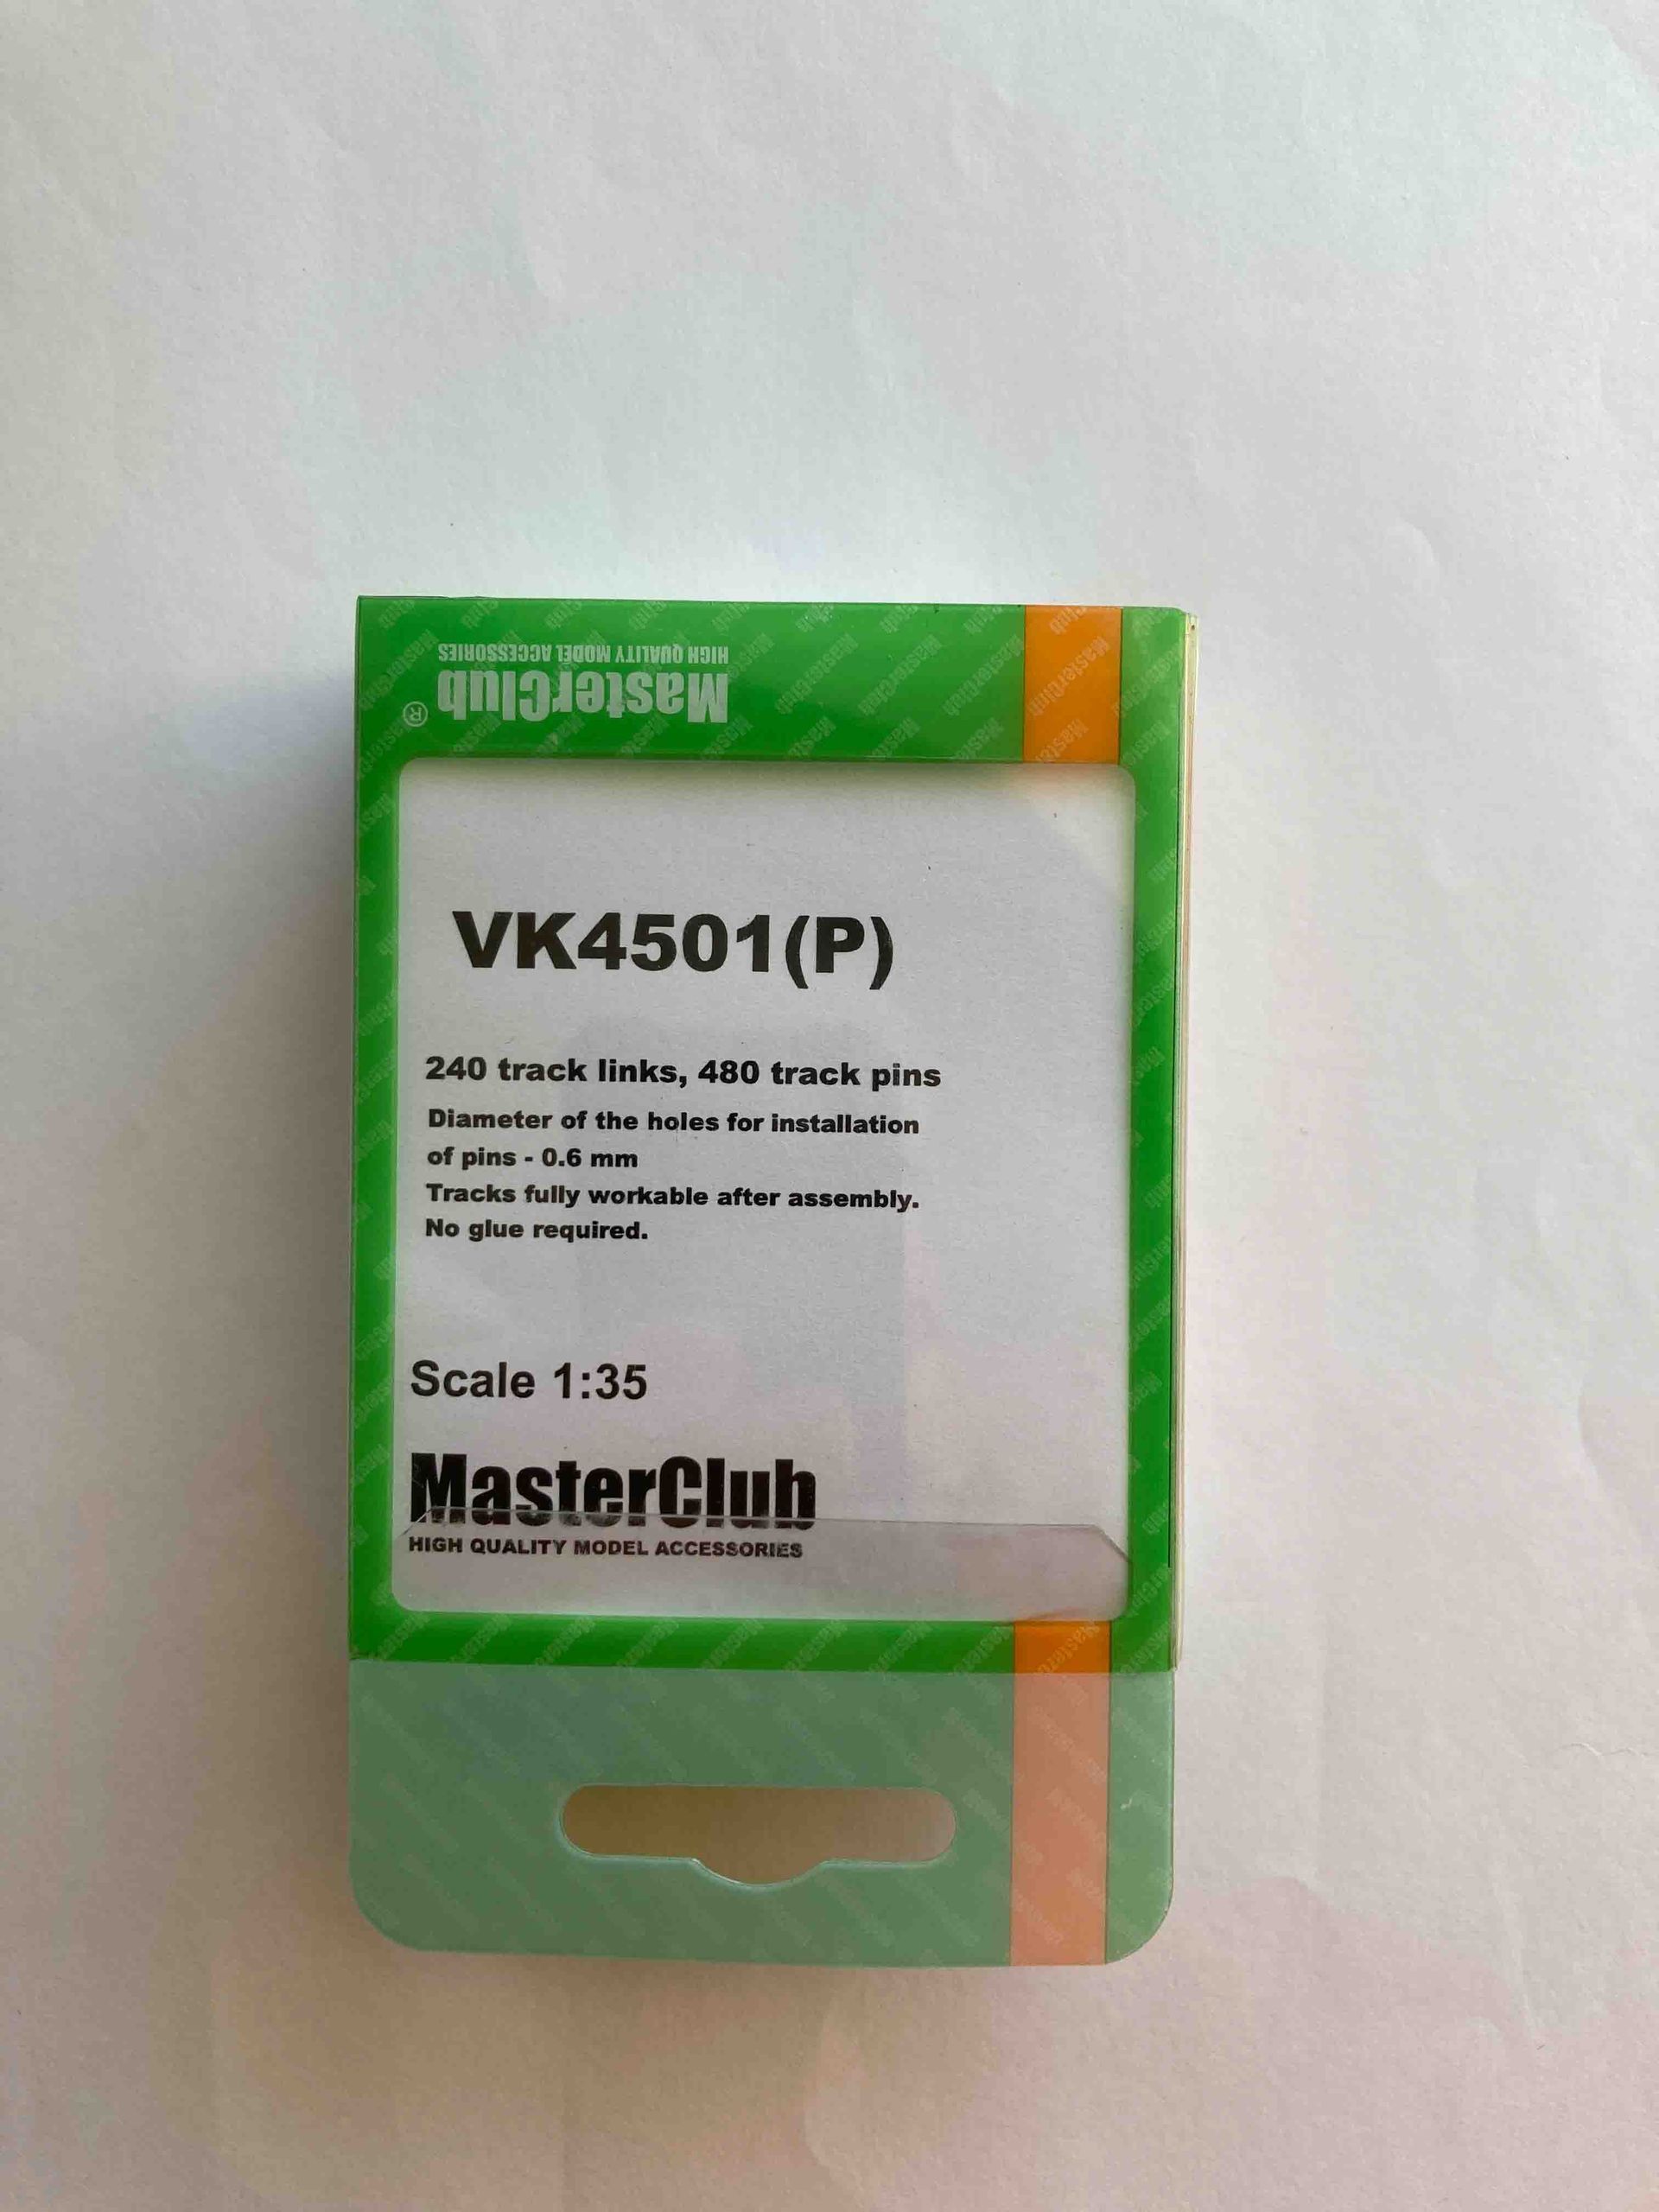 MasterClub®
HIGH QUALITY MODEL ACCESSORIES
VK4501(P)
240 track links, 480 track pins
Diameter of the holes for installation
of pins - 0.6 mm
Tracks fully workable after assembly.
No glue required.
Scale 1:35
MasterClub
HIGH QUALITY MODEL ACCESSORIES